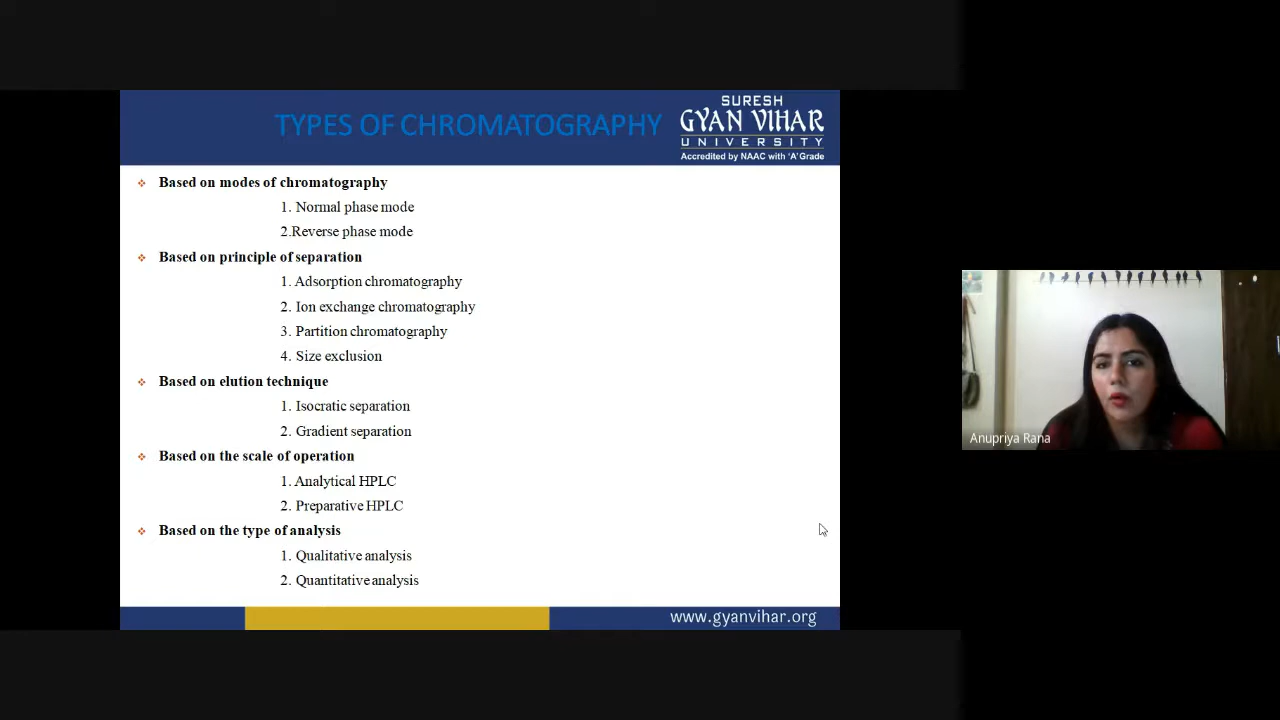 TYPES OF CHROMATOGRAPHY
SURESH
GYAN VIHAR
UNIVERSITY
Accredited by NAAC with 'A' Grade
Based on modes of chromatography
1. Normal phase mode
2.Reverse phase mode
Based on principle of separation
1. Adsorption chromatography
2. Ion exchange chromatography
3. Partition chromatography
4. Size exclusion
Based on elution technique
1. Isocratic separation
2. Gradient separation
Based on the scale of operation
1. Analytical HPLC
2. Preparative HPLC
Based on the type of analysis
1. Qualitative analysis
2. Quantitative analysis
www.gyanvihar.org
Anupriya Rana